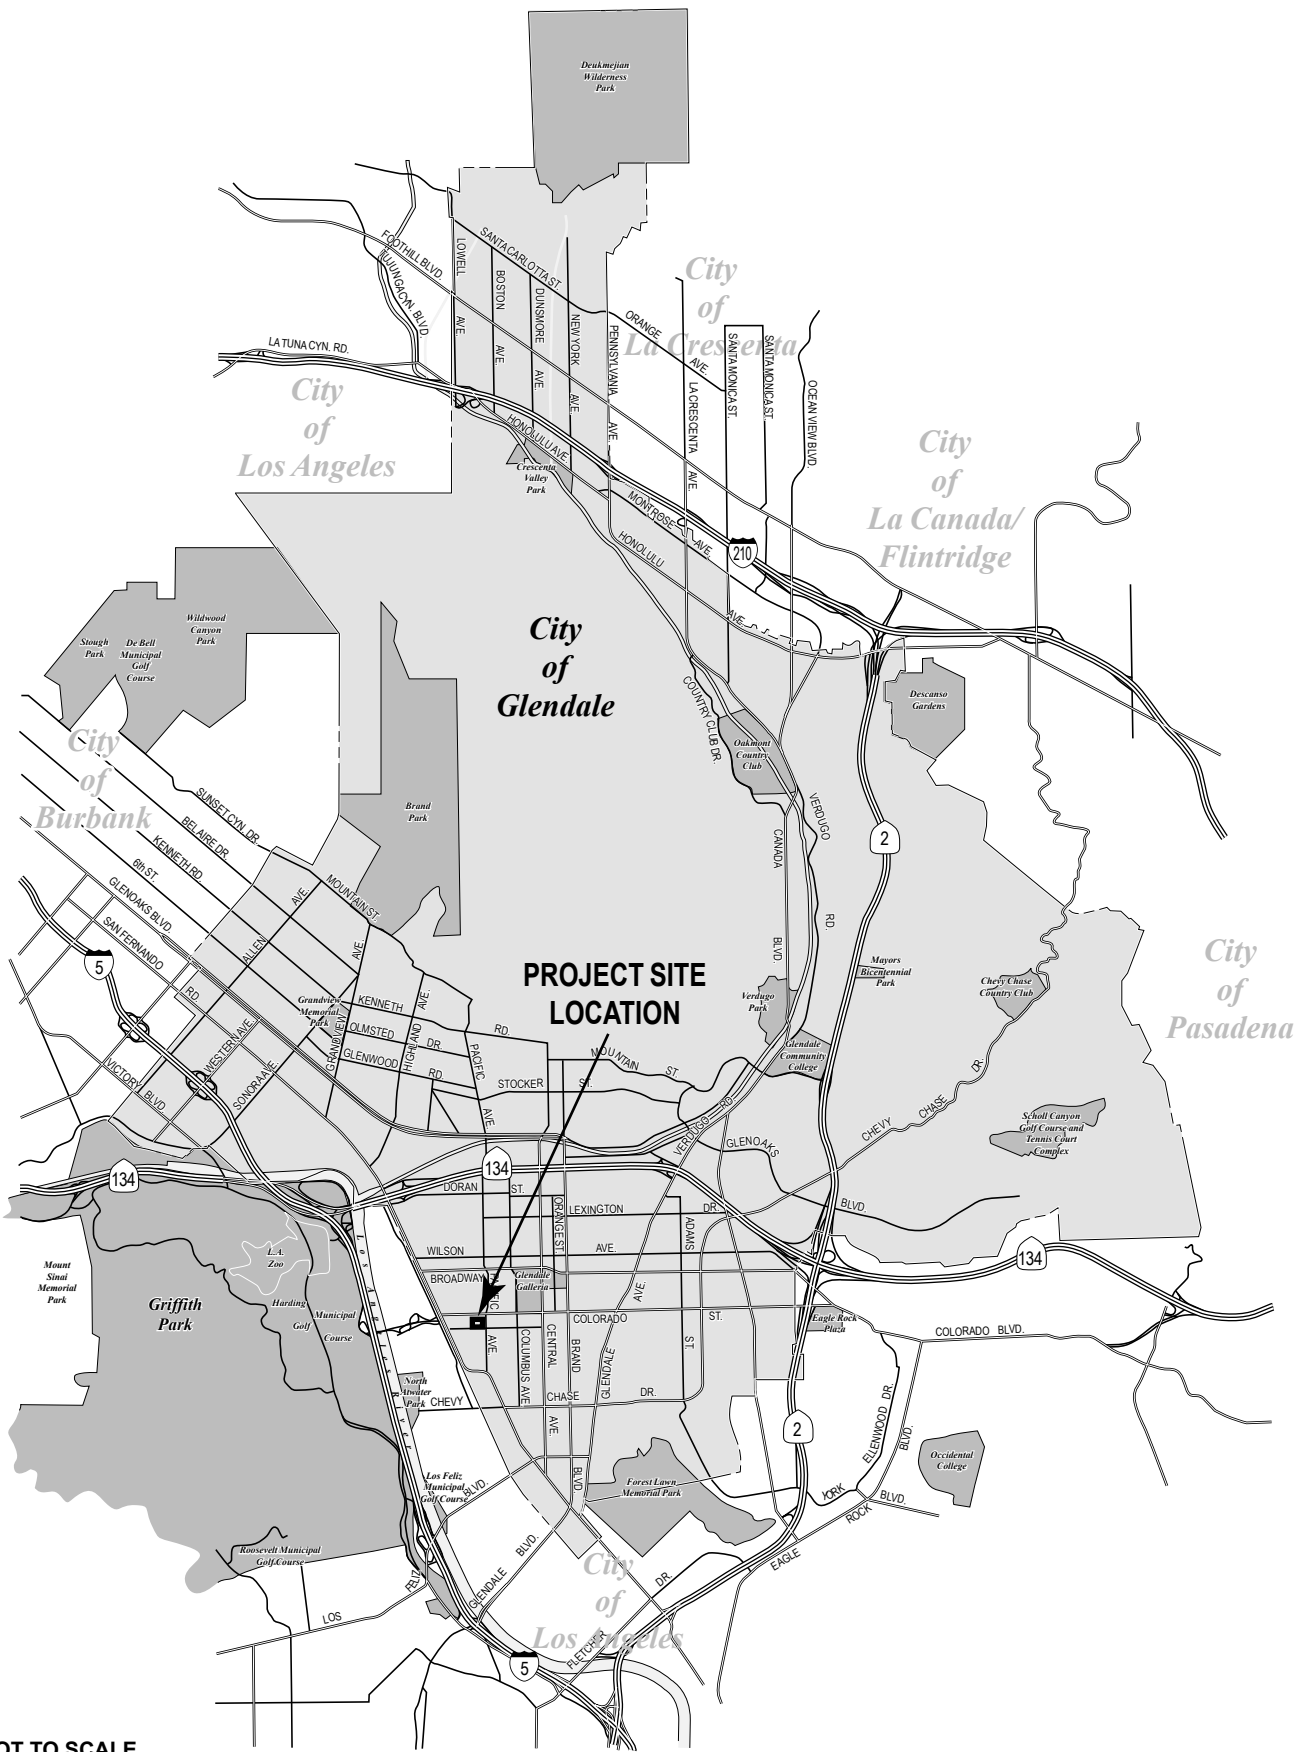 Deukmejian
Wilderness
Park
SANTA CARLOTTA ST.
FOOTHILL BLVD.
TUJUNGA CYN. BLVD.
LOWELL
AVE.
BOSTON
AVE.
DUNSMORE
AVE.
NEW YORK
AVE.
PENNSYLVANIA
AVE.
City
of
La Crescenta
ORANGE
AVE.
LA CRESCENTA
AVE.
SANTA MONICA ST.
SANTA MONICA ST.
OCEAN VIEW BLVD.
LA TUNA CYN. RD.
City
of
Los Angeles
HONOLULU AVE.
Crescenta
Valley
Park
MONTROSE
AVE.
HONOLULU
AVE.
210
City
of
La Canada/
Flintridge
Wildwood
Canyon
Park
Stough
Park
De Bell
Municipal
Golf
Course
City
of
Glendale
COUNTRY CLUB DR.
Descanso
Gardens
Oakmont
Country
Club
City
of
Burbank
SUNSET CYN. DR.
BELAIRE DR.
KENNETH RD.
6th ST.
GLENOAKS BLVD.
SAN FERNANDO
RD.
Brand
Park
VERDUGO
RD.
CANADA
BLVD
2
MOUNTAIN ST.
ALLEN
AVE.
AVE.
5
PROJECT SITE
LOCATION
Mayors
Bicentennial
Park
Chevy Chase
Country Club
City
of
Pasadena
Verdugo
Park
Grandview
Memorial
Park
KENNETH
RD.
OLMSTED
DR.
GLENWOOD
RD.
GRANDVIEW
HIGHLAND
AVE.
PACIFIC
AVE.
WESTERN AVE.
SONORA AVE.
VICTORY BLVD
STOCKER
ST.
MOUNTAIN
ST
Glendale
Community
College
VERDUGO RD
GLENOAKS
BLVD.
CHEVY
CHASE
DR.
Scholl Canyon
Golf Course and
Tennis Court
Complex
134
134
DORAN
ST.
ORANGE ST.
LEXINGTON
DR.
ADAMS
ST.
WILSON
AVE.
BROADWAY
Glendale
Galleria
134
Mount
Sinai
Memorial
Park
L.A.
Zoo
Griffith
Park
Harding
Golf
Municipal
Course
Los Angeles River
AVE.
COLORADO
ST.
COLUMBUS AVE
CENTRAL
AVE.
BRAND
BLVD
GLENDALE
AVE.
Eagle Rock
Plaza
COLORADO BLVD.
North
Atwater
Park
CHEVY
CHASE
DR.
2
ELLENWOOD DR.
BLVD.
Occidental
College
Los Feliz
Municipal
Golf Course
BLVD.
Forest Lawn
Memorial Park
YORK
BLVD.
ROCK
EAGLE
Roosevelt Municipal
Golf Course
LOS
FELIZ
GLENDALE
BLVD.
City
of
Los Angeles
FLETCHER
DR.
5
NOT TO SCALE